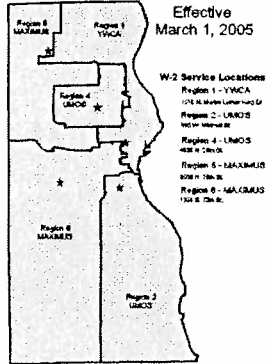 Effective
March 1, 2005
Region 5
MAXIMUS
Region 1
YWCA
Region 4
UMOS
W-2 Service Locations
Region 1 - YWCA
Region 2 - UMOS
Region 4 - UMOS
Region 5 - MAXIMUS
Region 6 - MAXIMUS
Region 6
MAXIMUS
Region 2
UMOS